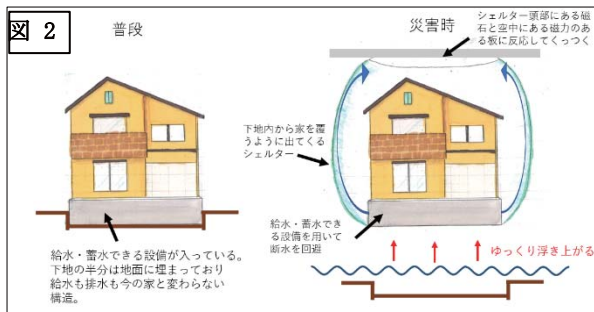 図 2
普段
給水・蓄水できる設備が入っている。
下地の半分は地面に埋まっており
給水も排水も今の家と変わらない
構造。
災害時
シェルター頭部にある磁
石と空中にある磁力のあ
る板に反応してくっつく
下地内から家を覆
うように出てくる
シェルター
給水・蓄水でき
る設備を用いて
断水を回避
ゆっくり浮き上がる